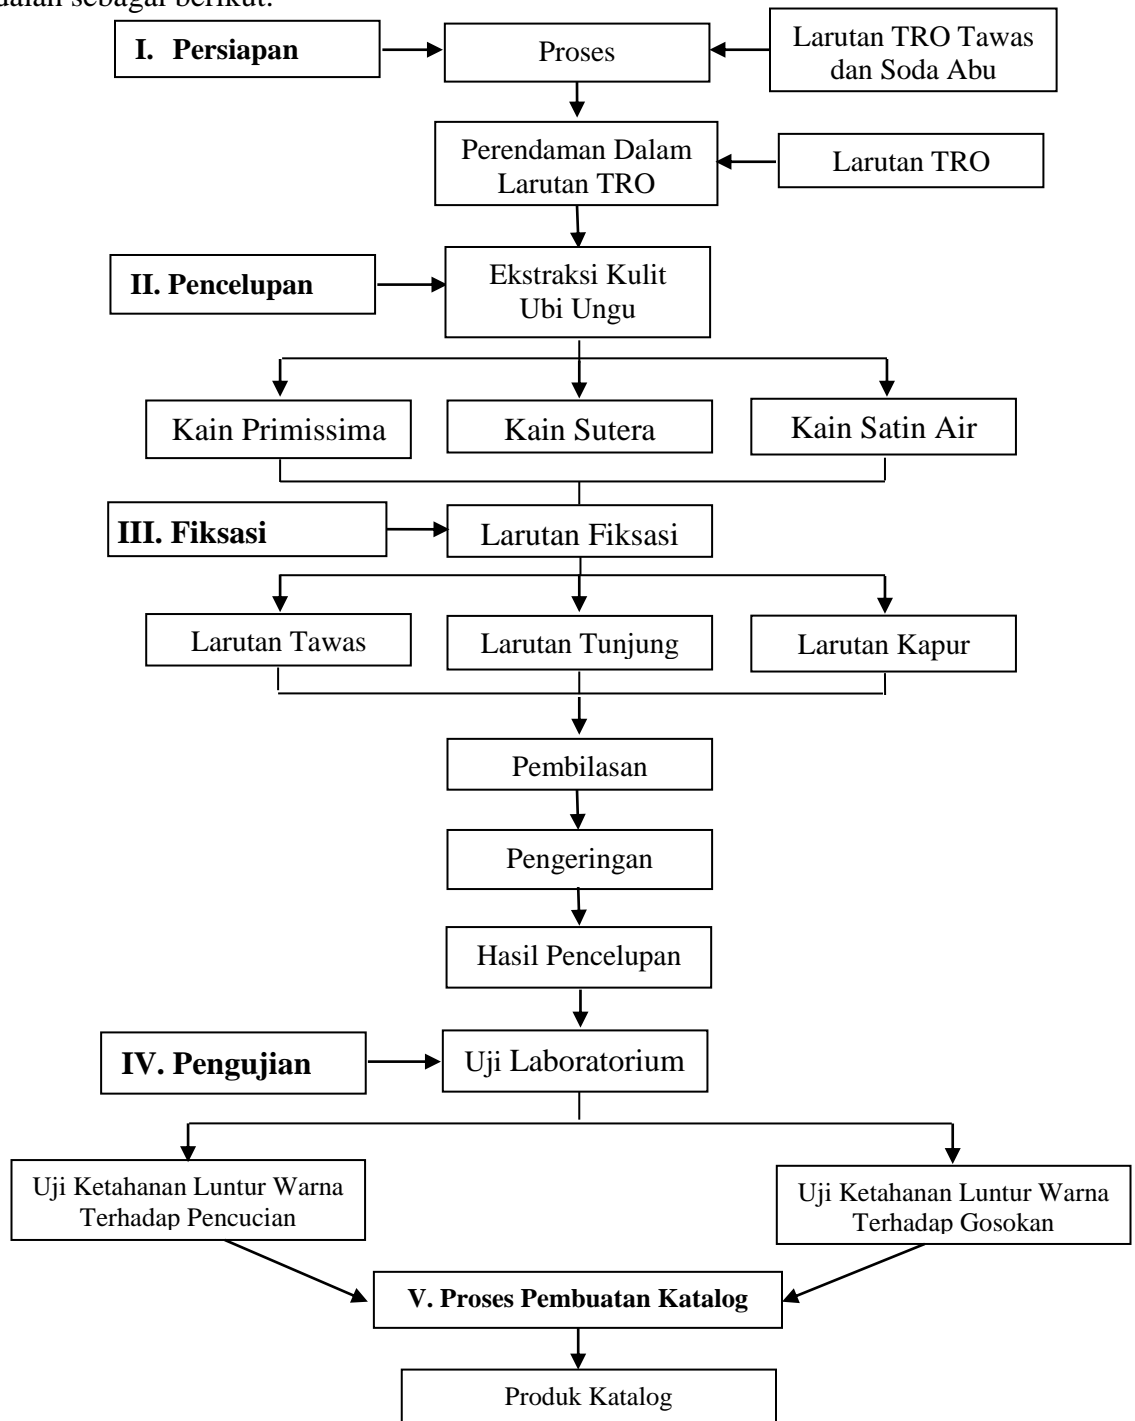 dalah sebagai berikut:
I. Persiapan
Proses
Larutan TRO Tawas
dan Soda Abu
Perendaman Dalam
Larutan TRO
Larutan TRO
II. Pencelupan
Ekstraksi Kulit
Ubi Ungu
Kain Primissima
Kain Sutera
Kain Satin Air
III. Fiksasi
Larutan Fiksasi
Larutan Tawas
Larutan Tunjung
Larutan Kapur
Pembilasan
Pengeringan
Hasil Pencelupan
IV. Pengujian
Uji Laboratorium
Uji Ketahanan Luntur Warna
Terhadap Pencucian
Uji Ketahanan Luntur Warna
Terhadap Gosokan
V. Proses Pembuatan Katalog
Produk Katalog